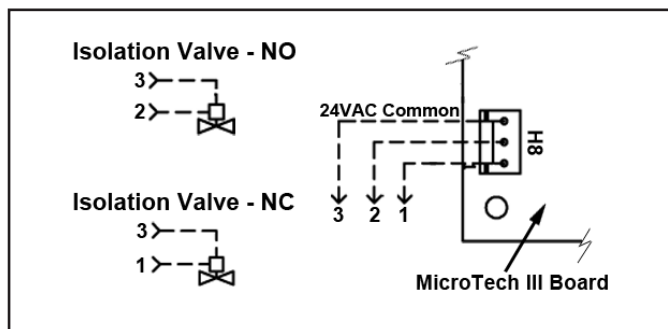 Isolation Valve - NO
3
2
Isolation Valve - NC
3
1
24VAC Common
3 2 1
H8
MicroTech III Board